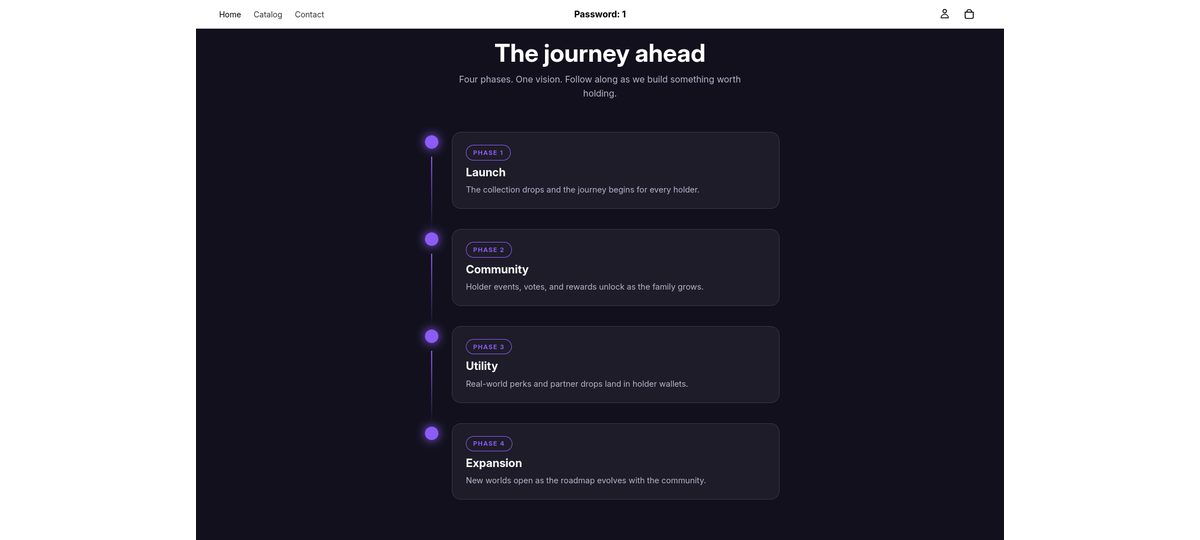 Home Catalog Contact Password: 1
The journey ahead
Four phases. One vision. Follow along as we build something worth
holding.
PHASE 1
Launch
The collection drops and the journey begins for every holder.
PHASE 2
Community
Holder events, votes, and rewards unlock as the family grows.
PHASE 3
Utility
Real-world perks and partner drops land in holder wallets.
PHASE 4
Expansion
New worlds open as the roadmap evolves with the community.